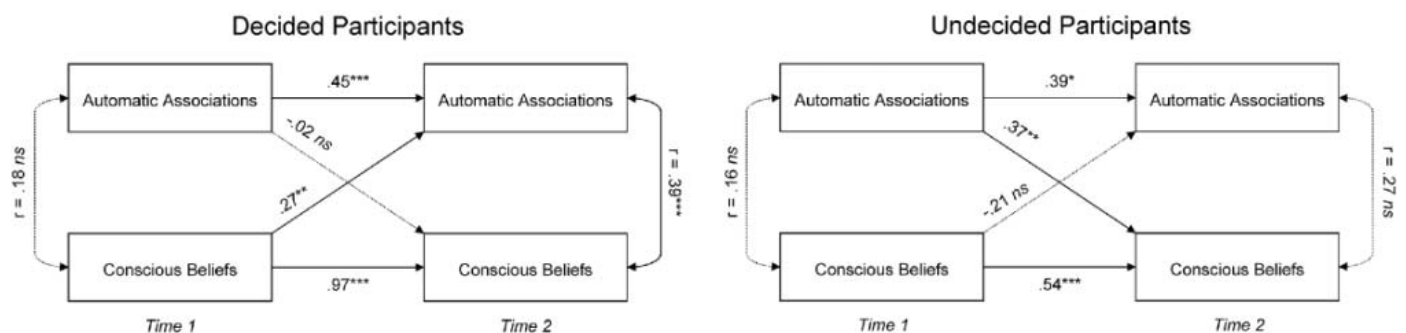 Decided Participants
Automatic Associations
.45***
Automatic Associations
r = .18 ns
-.02 ns
.27**
r = .39***
Conscious Beliefs
.97***
Conscious Beliefs
Time 1
Time 2
Undecided Participants
Automatic Associations
.39*
Automatic Associations
r = .16 ns
.37**
-.21 ns
r = .27 ns
Conscious Beliefs
.54***
Conscious Beliefs
Time 1
Time 2